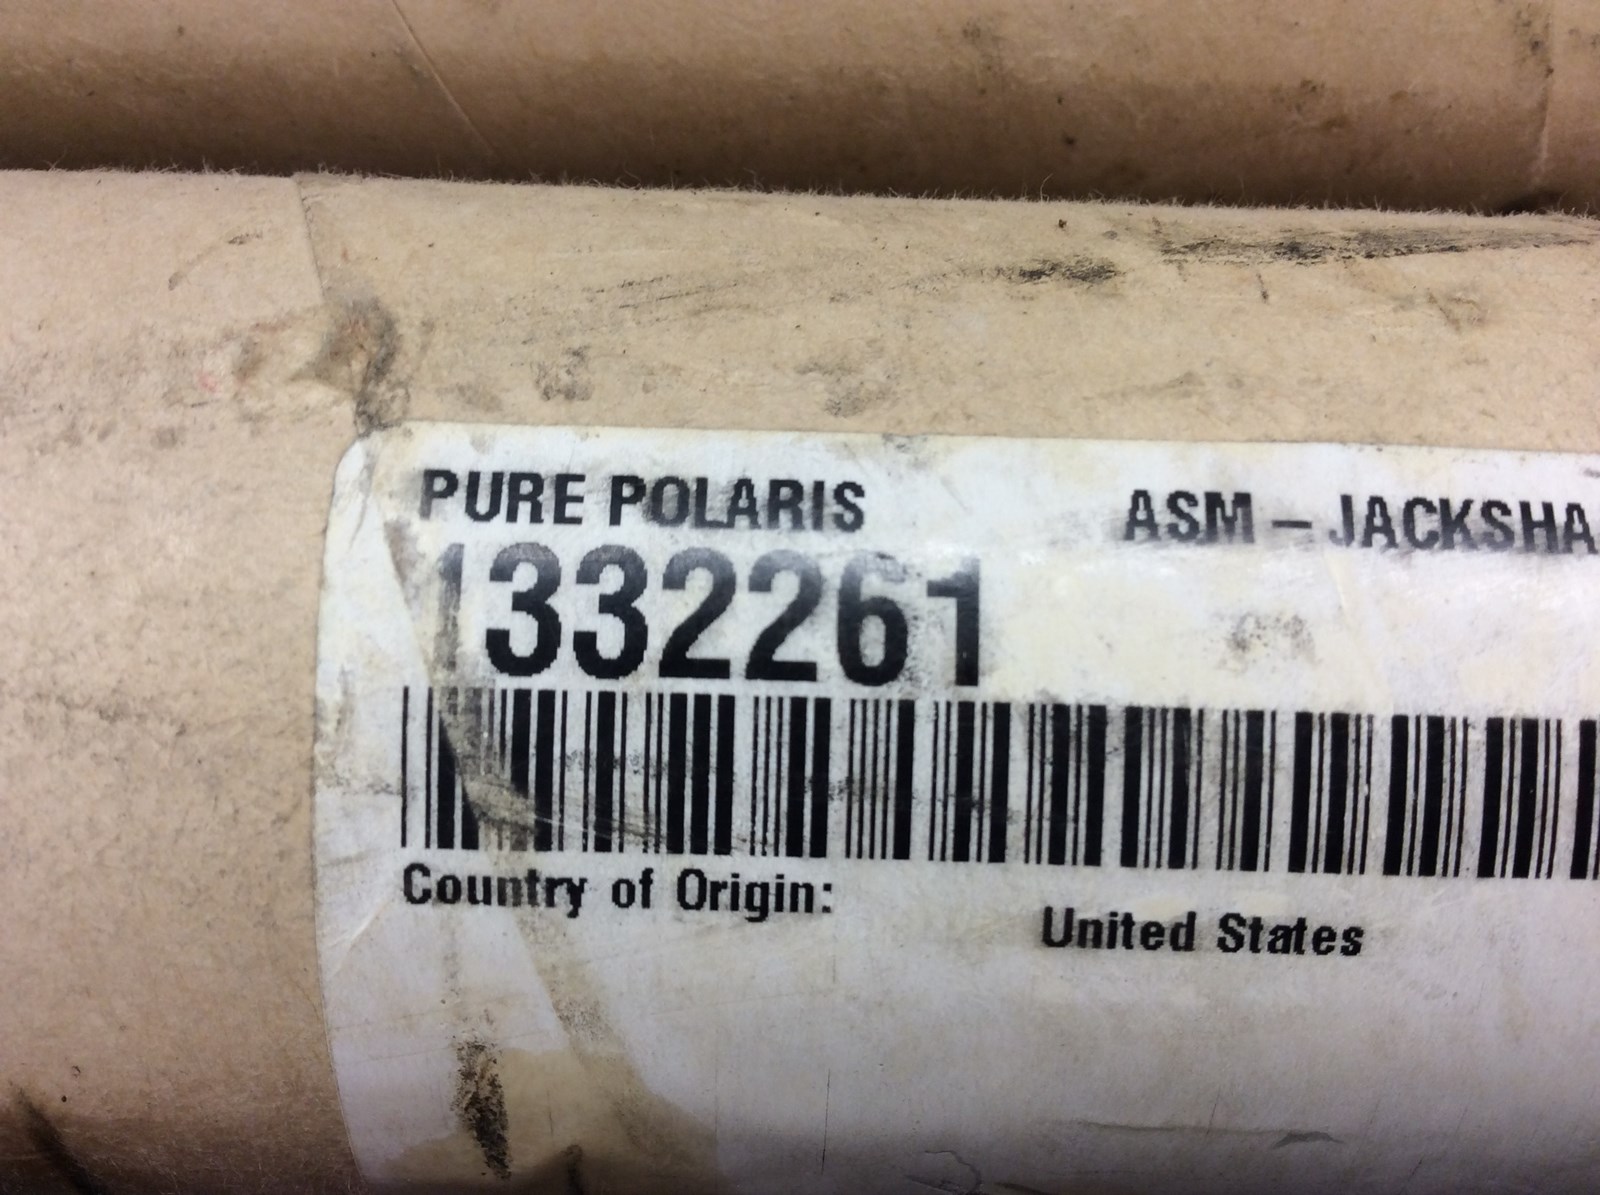 PURE POLARIS ASM – JACKSHA
1332261
Country of Origin:
United States